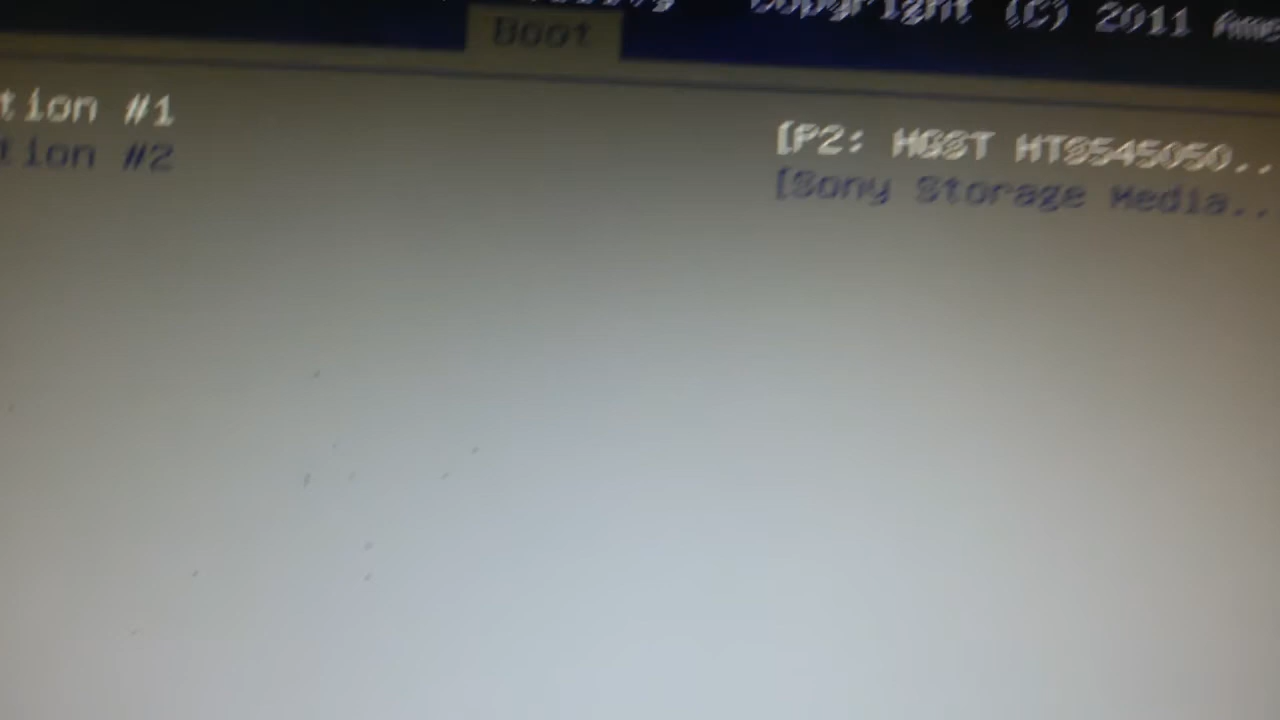 Copyright (C) 2011
Boot
tion #1 [P2: HGST HTS545050..
tion #2 [Sony Storage Media..